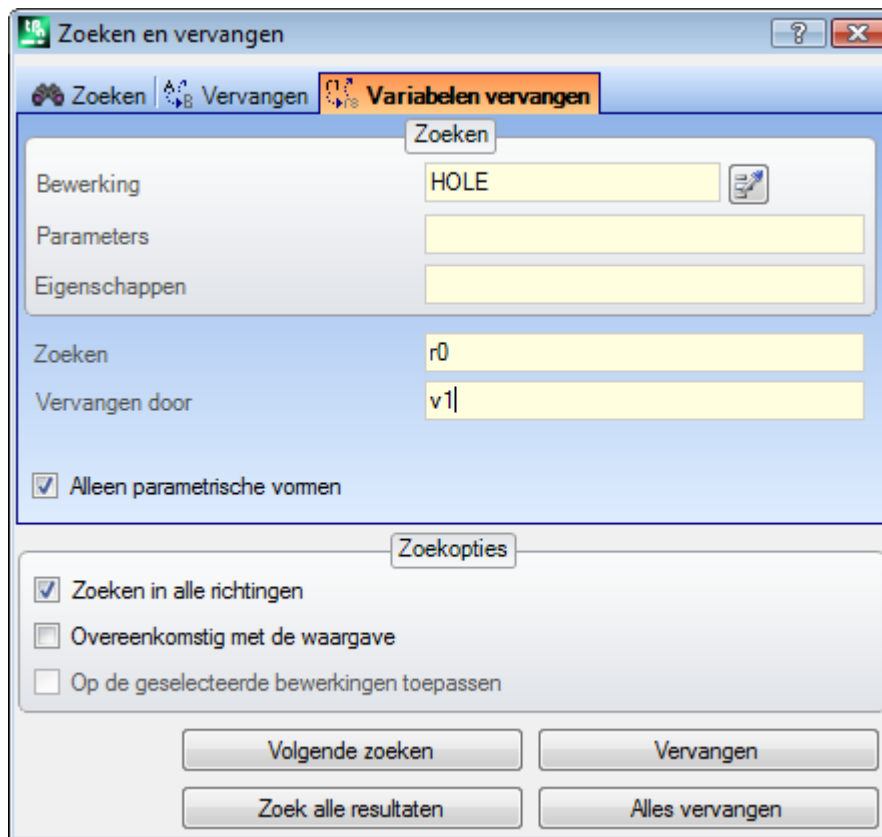 Zoeken en vervangen
Zoeken Vervangen Variabelen vervangen
Zoeken
Bewerking HOLE
Parameters
Eigenschappen
Zoeken r0
Vervangen door v1
Alleen parametrische vormen
Zoekopties
Zoeken in alle richtingen
Overeenkomstig met de waargave
Op de geselecteerde bewerkingen toepassen
Volgende zoeken Vervangen
Zoek alle resultaten Alles vervangen